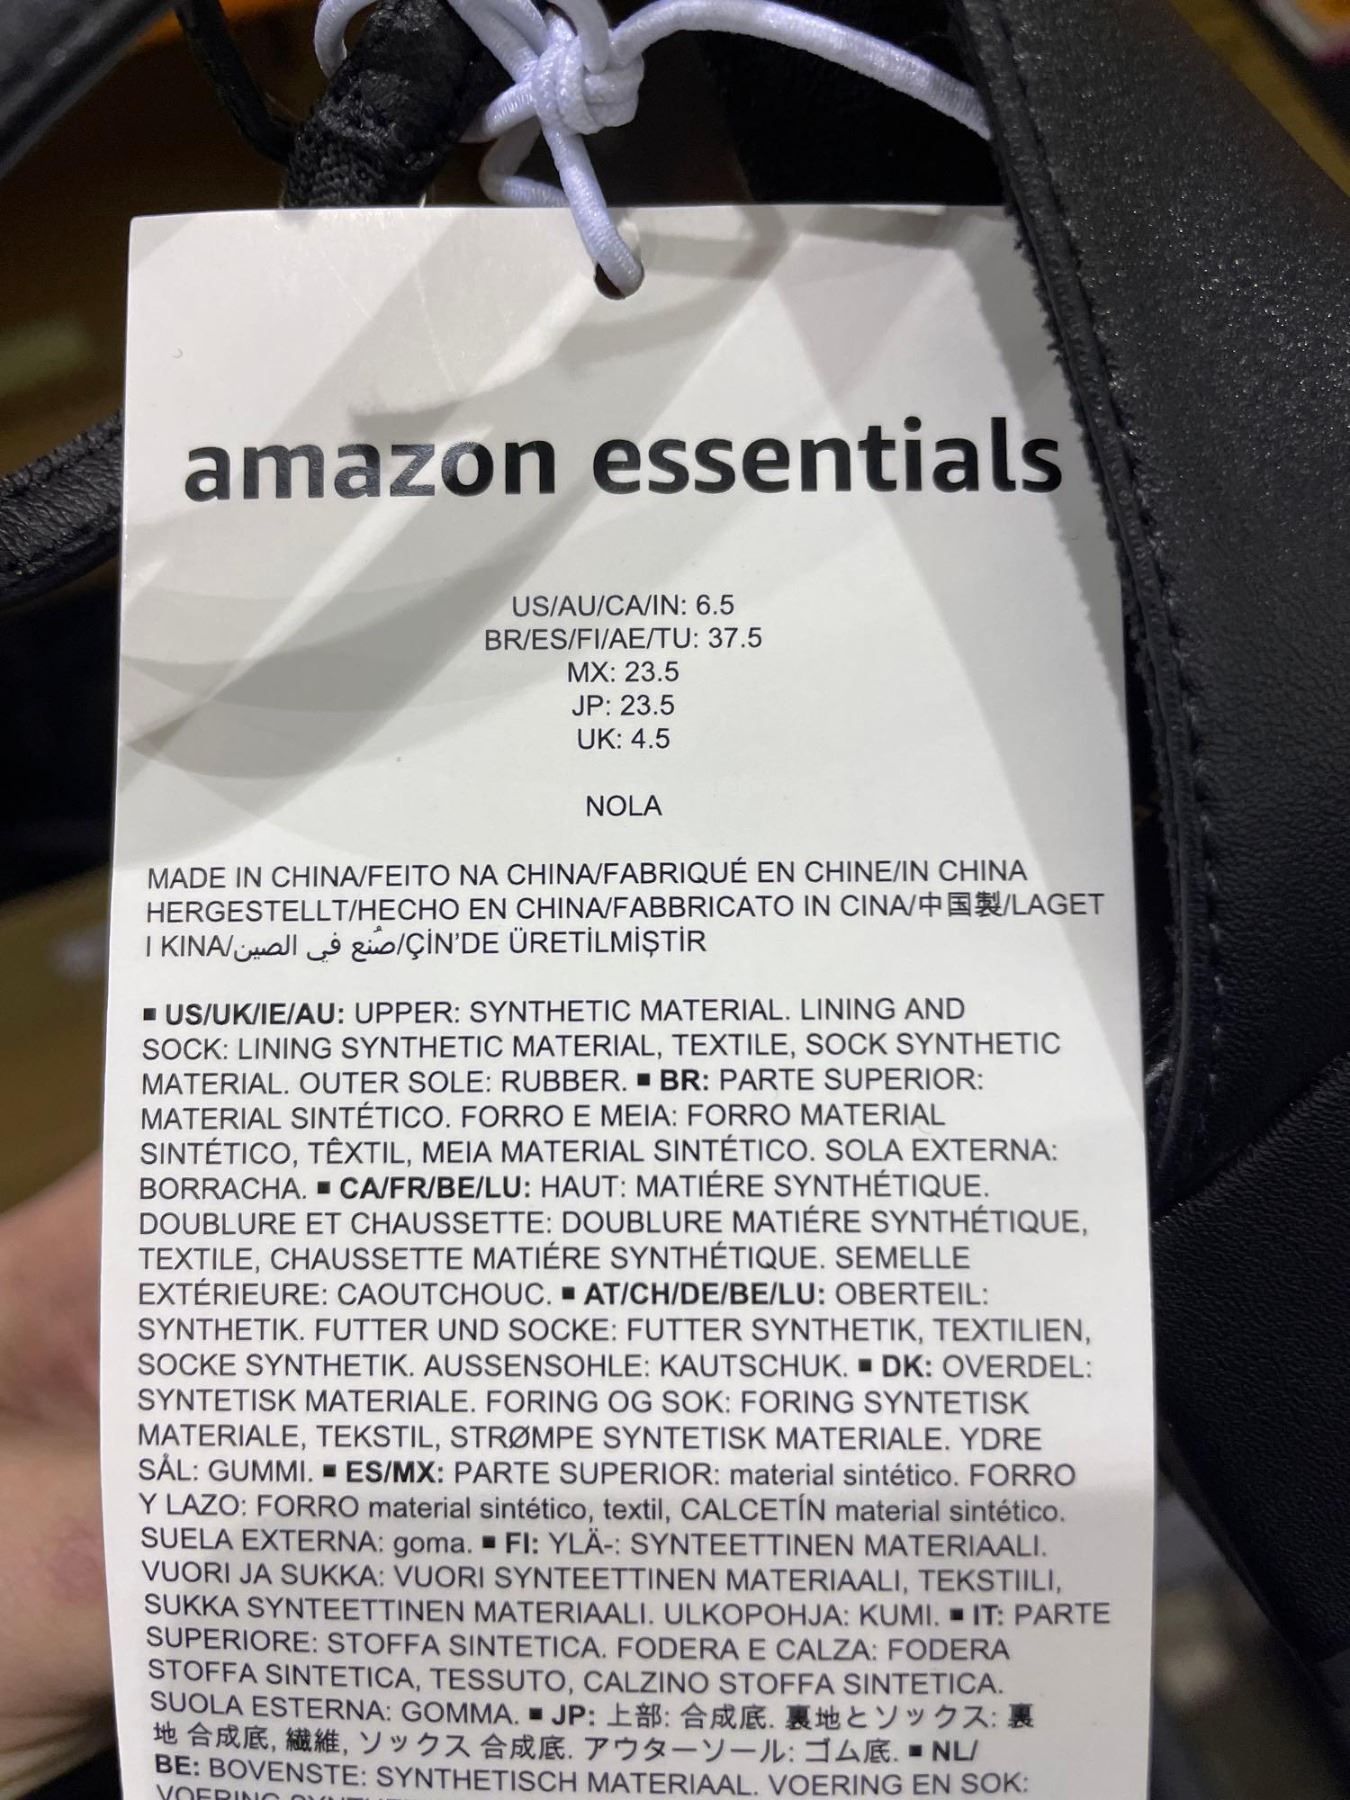 amazon essentials
US/AU/CA/IN: 6.5
BR/ES/FI/AE/TU: 37.5
MX: 23.5
JP: 23.5
UK: 4.5
NOLA
MADE IN CHINA/FEITO NA CHINA/FABRIQUÉ EN CHINE/IN CHINA
HERGESTELLT/HECHO EN CHINA/FABBRICATO IN CINA/中国製/LAGET
I KINA/صُنع في الصين/ÇİN'DE ÜRETİLMİŞTİR
▪ US/UK/IE/AU: UPPER: SYNTHETIC MATERIAL. LINING AND
SOCK: LINING SYNTHETIC MATERIAL, TEXTILE, SOCK SYNTHETIC
MATERIAL. OUTER SOLE: RUBBER. ▪ BR: PARTE SUPERIOR:
MATERIAL SINTÉTICO. FORRO E MEIA: FORRO MATERIAL
SINTÉTICO, TÊXTIL, MEIA MATERIAL SINTÉTICO. SOLA EXTERNA:
BORRACHA. ▪ CA/FR/BE/LU: HAUT: MATIÉRE SYNTHÉTIQUE.
DOUBLURE ET CHAUSSETTE: DOUBLURE MATIÉRE SYNTHÉTIQUE,
TEXTILE, CHAUSSETTE MATIÉRE SYNTHÉTIQUE. SEMELLE
EXTÉRIEURE: CAOUTCHOUC. ▪ AT/CH/DE/BE/LU: OBERTEIL:
SYNTHETIK. FUTTER UND SOCKE: FUTTER SYNTHETIK, TEXTILIEN,
SOCKE SYNTHETIK. AUSSENSOHLE: KAUTSCHUK. ▪ DK: OVERDEL:
SYNTETISK MATERIALE. FORING OG SOK: FORING SYNTETISK
MATERIALE, TEKSTIL, STRØMPE SYNTETISK MATERIALE. YDRE
SÅL: GUMMI. ▪ ES/MX: PARTE SUPERIOR: material sintético. FORRO
Y LAZO: FORRO material sintético, textil, CALCETÍN material sintético.
SUELA EXTERNA: goma. ▪ FI: YLÄ-: SYNTEETTINEN MATERIAALI.
VUORI JA SUKKA: VUORI SYNTEETTINEN MATERIAALI, TEKSTIILI,
SUKKA SYNTEETTINEN MATERIAALI. ULKOPOHJA: KUMI. ▪ IT: PARTE
SUPERIORE: STOFFA SINTETICA. FODERA E CALZA: FODERA
STOFFA SINTETICA, TESSUTO, CALZINO STOFFA SINTETICA.
SUOLA ESTERNA: GOMMA. ▪ JP: 上部: 合成底. 裏地とソックス: 裏
地 合成底, 繊維, ソックス 合成底. アウターソール: ゴム底. ▪ NL/
BE: BOVENSTE: SYNTHETISCH MATERIAAL. VOERING EN SOK:
VOERING